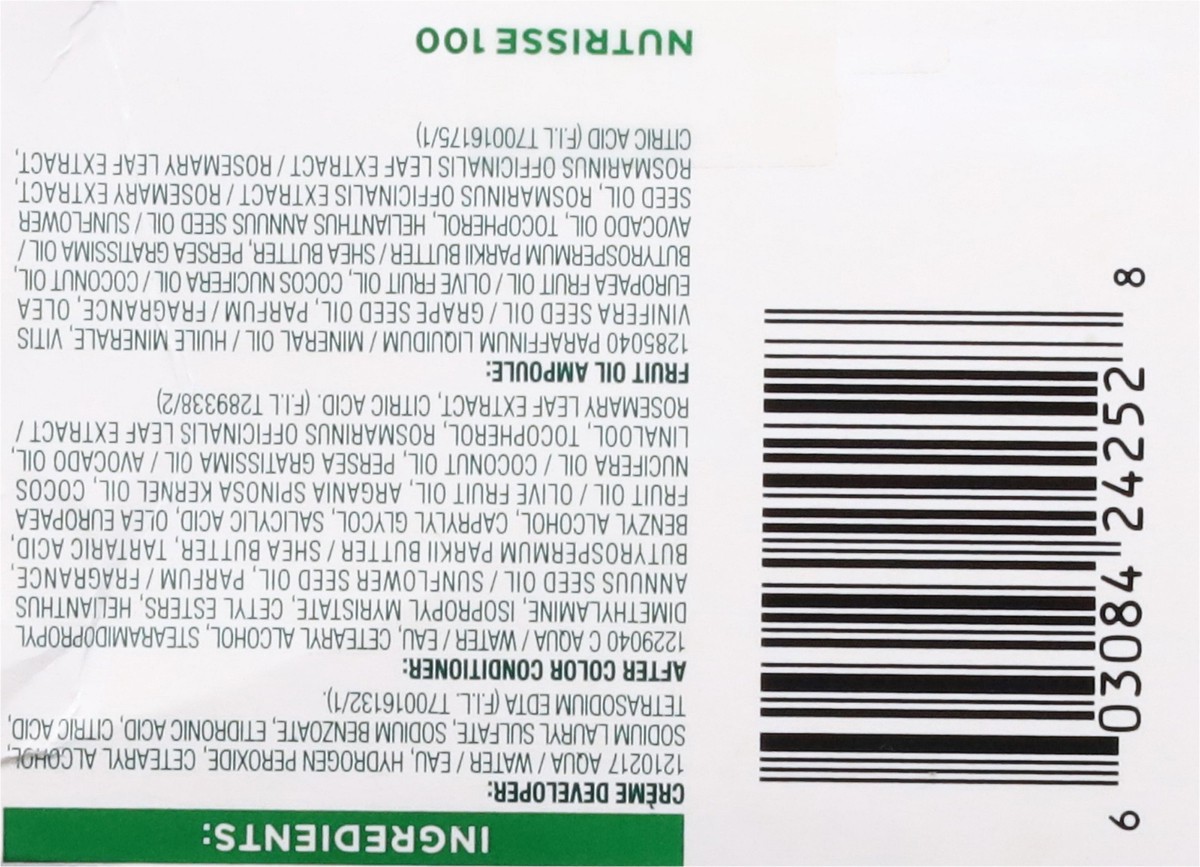 INGREDIENTS:
CRÈME DEVELOPER:
1210217 AQUA / WATER / EAU, HYDROGEN PEROXIDE, CETEARYL ALCOHOL,
SODIUM LAURYL SULFATE, SODIUM BENZOATE, ETIDRONIC ACID, CITRIC ACID,
TETRASODIUM EDTA (F.I.L. T70016132/1).
AFTER COLOR CONDITIONER:
1229040 C AQUA / WATER / EAU, CETEARYL ALCOHOL, STEARAMIDOPROPYL
DIMETHYLAMINE, ISOPROPYL MYRISTATE, CETYL ESTERS, HELIANTHUS
ANNUUS SEED OIL / SUNFLOWER SEED OIL, PARFUM / FRAGRANCE,
BUTYROSPERMUM PARKII BUTTER / SHEA BUTTER, TARTARIC ACID,
BENZYL ALCOHOL, CAPRYLYL GLYCOL, SALICYLIC ACID, OLEA EUROPAEA
FRUIT OIL / OLIVE FRUIT OIL, ARGANIA SPINOSA KERNEL OIL, COCOS
NUCIFERA OIL / COCONUT OIL, PERSEA GRATISSIMA OIL / AVOCADO OIL,
LINALOOL, TOCOPHEROL, ROSMARINUS OFFICINALIS LEAF EXTRACT /
ROSEMARY LEAF EXTRACT, CITRIC ACID. (F.I.L T289338/2)
FRUIT OIL AMPOULE:
1285040 PARAFFINUM LIQUIDUM / MINERAL OIL / HUILE MINERALE, VITIS
VINIFERA SEED OIL / GRAPE SEED OIL, PARFUM / FRAGRANCE, OLEA
EUROPAEA FRUIT OIL / OLIVE FRUIT OIL, COCOS NUCIFERA OIL / COCONUT OIL,
BUTYROSPERMUM PARKII BUTTER / SHEA BUTTER, PERSEA GRATISSIMA OIL /
AVOCADO OIL, TOCOPHEROL, HELIANTHUS ANNUUS SEED OIL / SUNFLOWER
SEED OIL, ROSMARINUS OFFICINALIS EXTRACT / ROSEMARY EXTRACT,
ROSMARINUS OFFICINALIS LEAF EXTRACT / ROSEMARY LEAF EXTRACT,
CITRIC ACID (F.I.L T70016175/1)
NUTRISSE 100
6 03084 24252 8